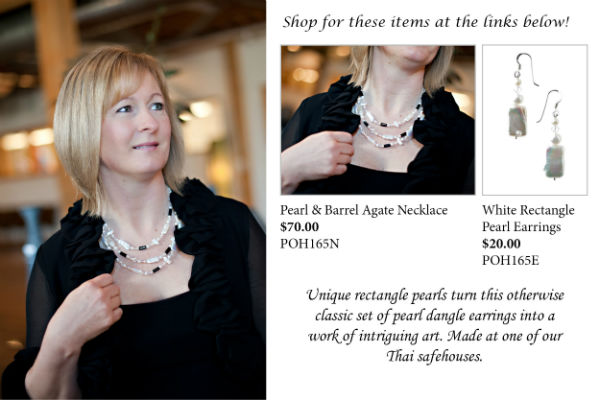 Shop for these items at the links below!
Pearl & Barrel Agate Necklace
$70.00
POH165N
White Rectangle
Pearl Earrings
$20.00
POH165E
Unique rectangle pearls turn this otherwise
classic set of pearl dangle earrings into a
work of intriguing art. Made at one of our
Thai safehouses.